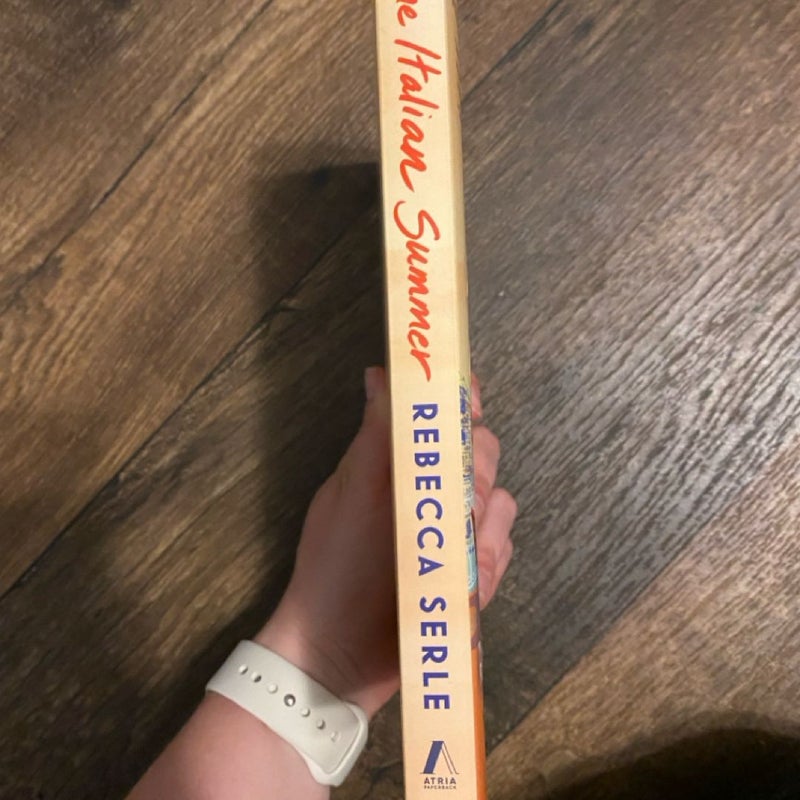 Italian Summer
REBECCA SERLE
ATRIA
PAPERBACK